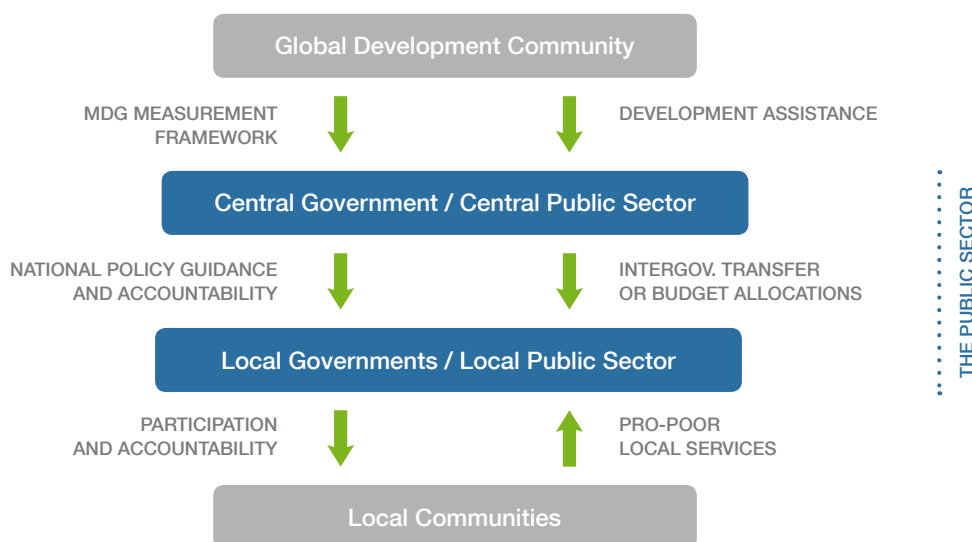 Global Development Community
MDG MEASUREMENT
FRAMEWORK
DEVELOPMENT ASSISTANCE
Central Government / Central Public Sector
NATIONAL POLICY GUIDANCE
AND ACCOUNTABILITY
INTERGOV. TRANSFER
OR BUDGET ALLOCATIONS
Local Governments / Local Public Sector
PARTICIPATION
AND ACCOUNTABILITY
PRO-POOR
LOCAL SERVICES
Local Communities
THE PUBLIC SECTOR